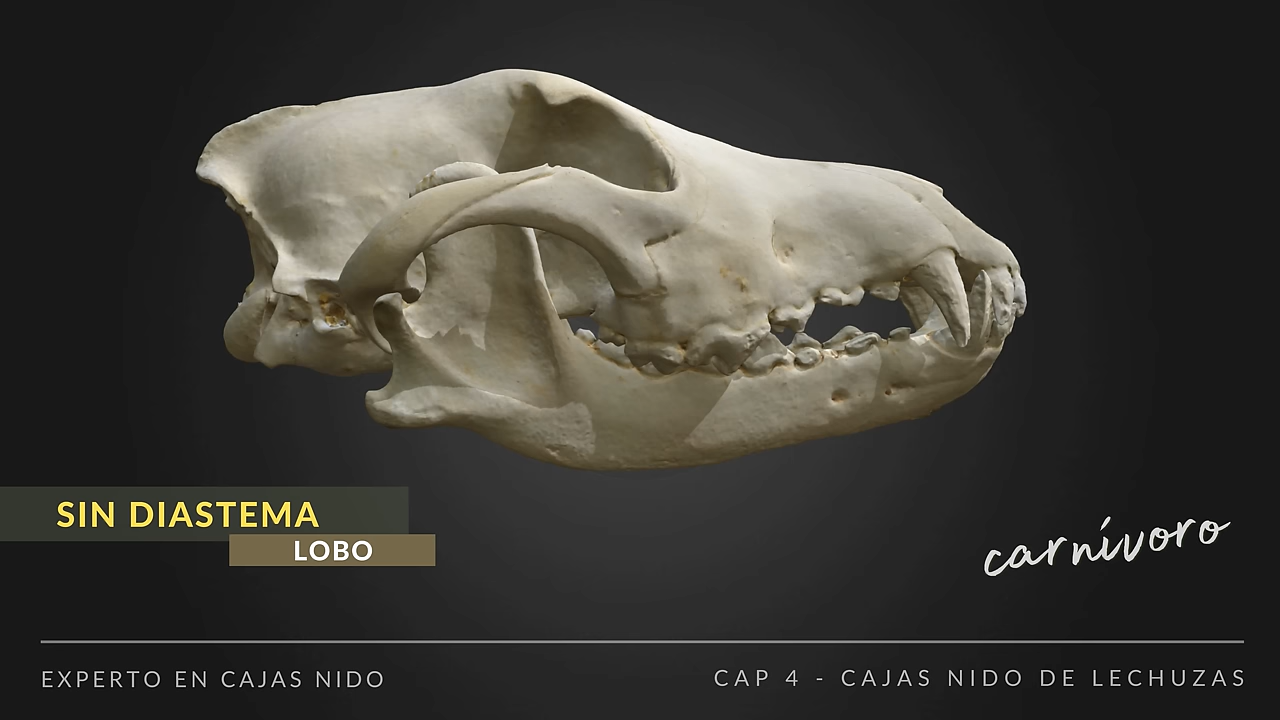 SIN DIASTEMA
LOBO
carnívoro
EXPERTO EN CAJAS NIDO
CAP 4 - CAJAS NIDO DE LECHUZAS